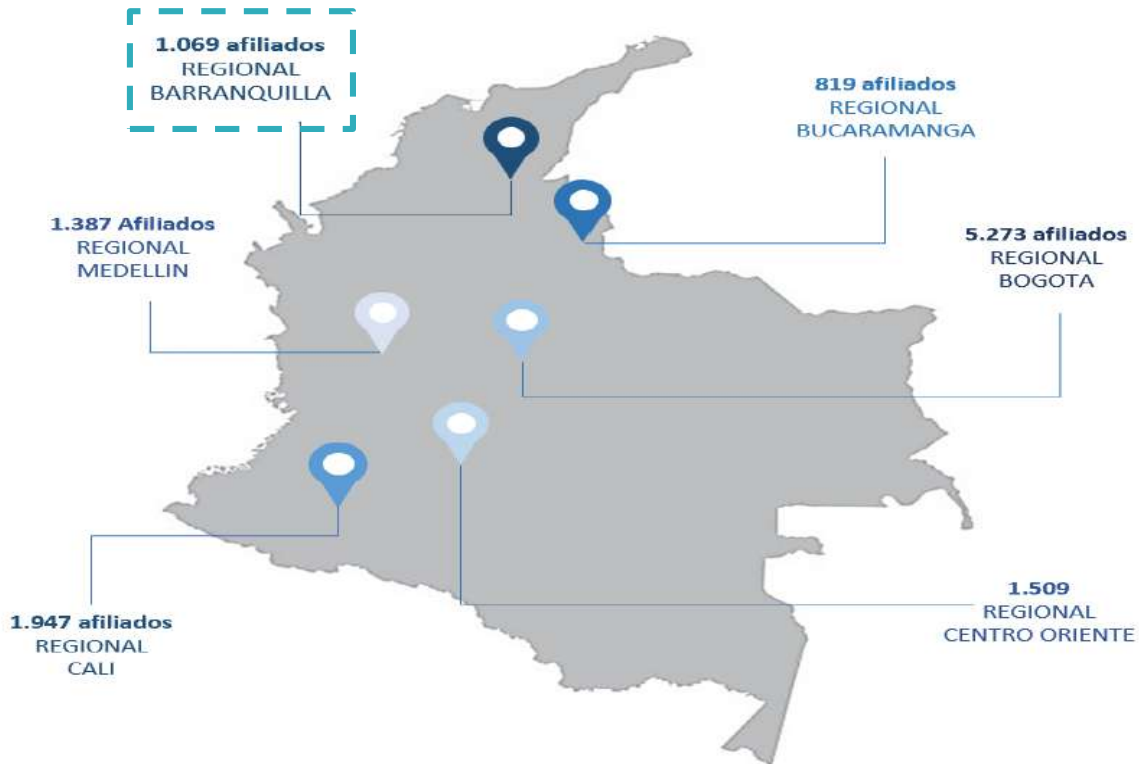 1.069 afiliados
REGIONAL
BARRANQUILLA
819 afiliados
REGIONAL
BUCARAMANGA
1.387 Afiliados
REGIONAL
MEDELLIN
5.273 afiliados
REGIONAL
BOGOTA
1.947 afiliados
REGIONAL
CALI
1.509
REGIONAL
CENTRO ORIENTE